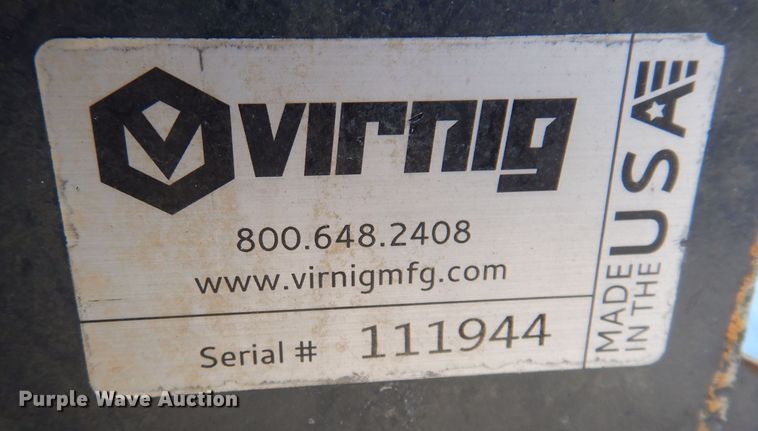 virnig
800.648.2408
www.virnigmfg.com
Serial # 111944
MADE
IN THE
USA
Purple Wave Auction